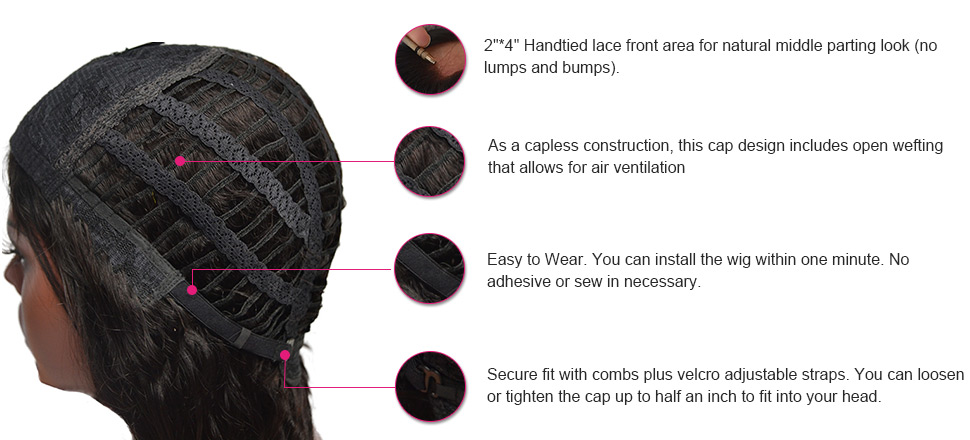 2"*4" Handtied lace front area for natural middle parting look (no
lumps and bumps).
As a capless construction, this cap design includes open wefting
that allows for air ventilation
Easy to Wear. You can install the wig within one minute. No
adhesive or sew in necessary.
Secure fit with combs plus velcro adjustable straps. You can loosen
or tighten the cap up to half an inch to fit into your head.